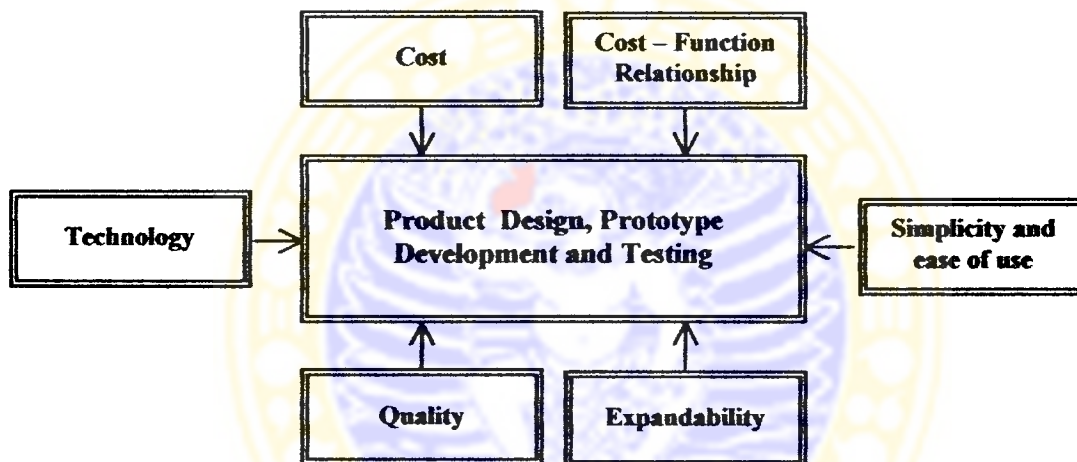 Cost
Cost – Function
Relationship
Technology
Product Design, Prototype
Development and Testing
Simplicity and
ease of use
Quality
Expandability